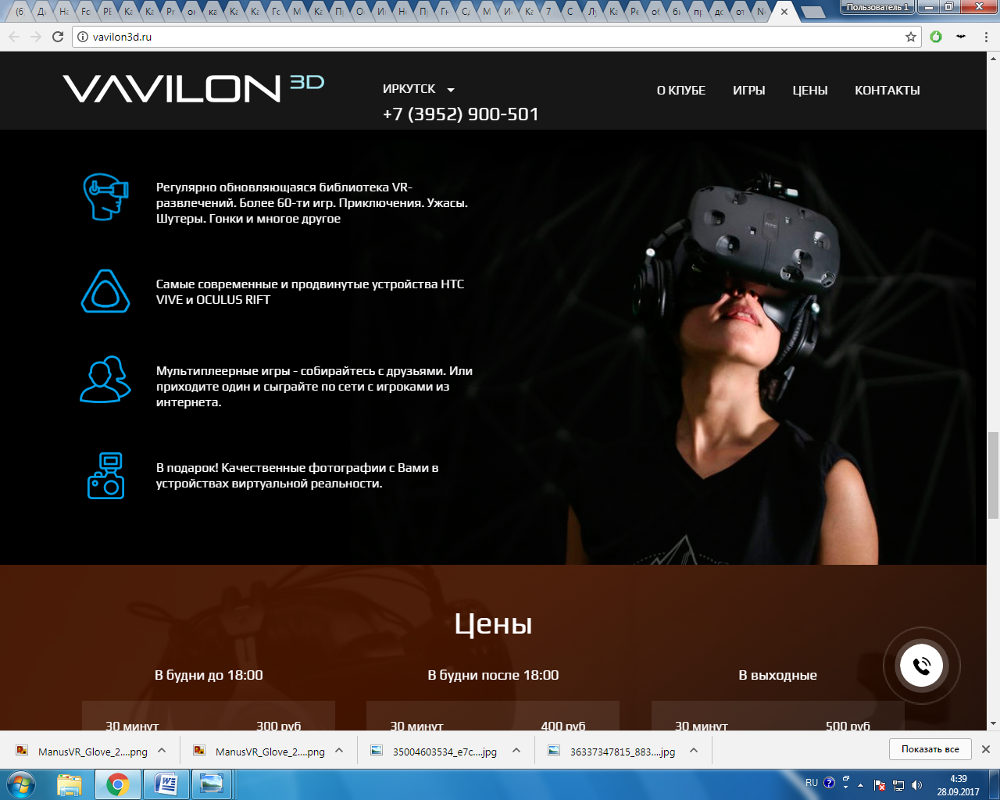 Пользователь 1
vavilon3d.ru
VAVILON 3D
ИРКУТСК
+7 (3952) 900-501
О КЛУБЕ ИГРЫ ЦЕНЫ КОНТАКТЫ
Регулярно обновляющаяся библиотека VR-
развлечений. Более 60-ти игр. Приключения. Ужасы.
Шутеры. Гонки и многое другое
Самые современные и продвинутые устройства HTC
VIVE и OCULUS RIFT
Мультиплеерные игры - собирайтесь с друзьями. Или
приходите один и сыграйте по сети с игроками из
интернета.
В подарок! Качественные фотографии с Вами в
устройствах виртуальной реальности.
Цены
В будни до 18:00
В будни после 18:00
В выходные
30 минут 300 руб
30 минут 400 руб
30 минут 500 руб
ManusVR_Glove_2....png
ManusVR_Glove_2....png
35004603534_e7c....jpg
36337347815_883....jpg
Показать все
RU
4:39
28.09.2017